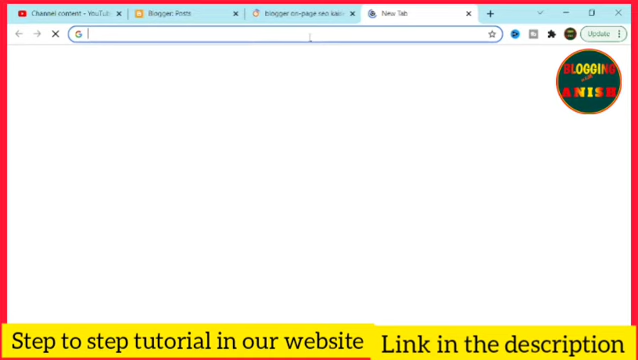 Channel content - YouTub
Blogger: Posts
blogger on-page seo kais
New Tab
Update
BLOGGING
WITH
ANISH
Step to step tutorial in our website
Link in the description